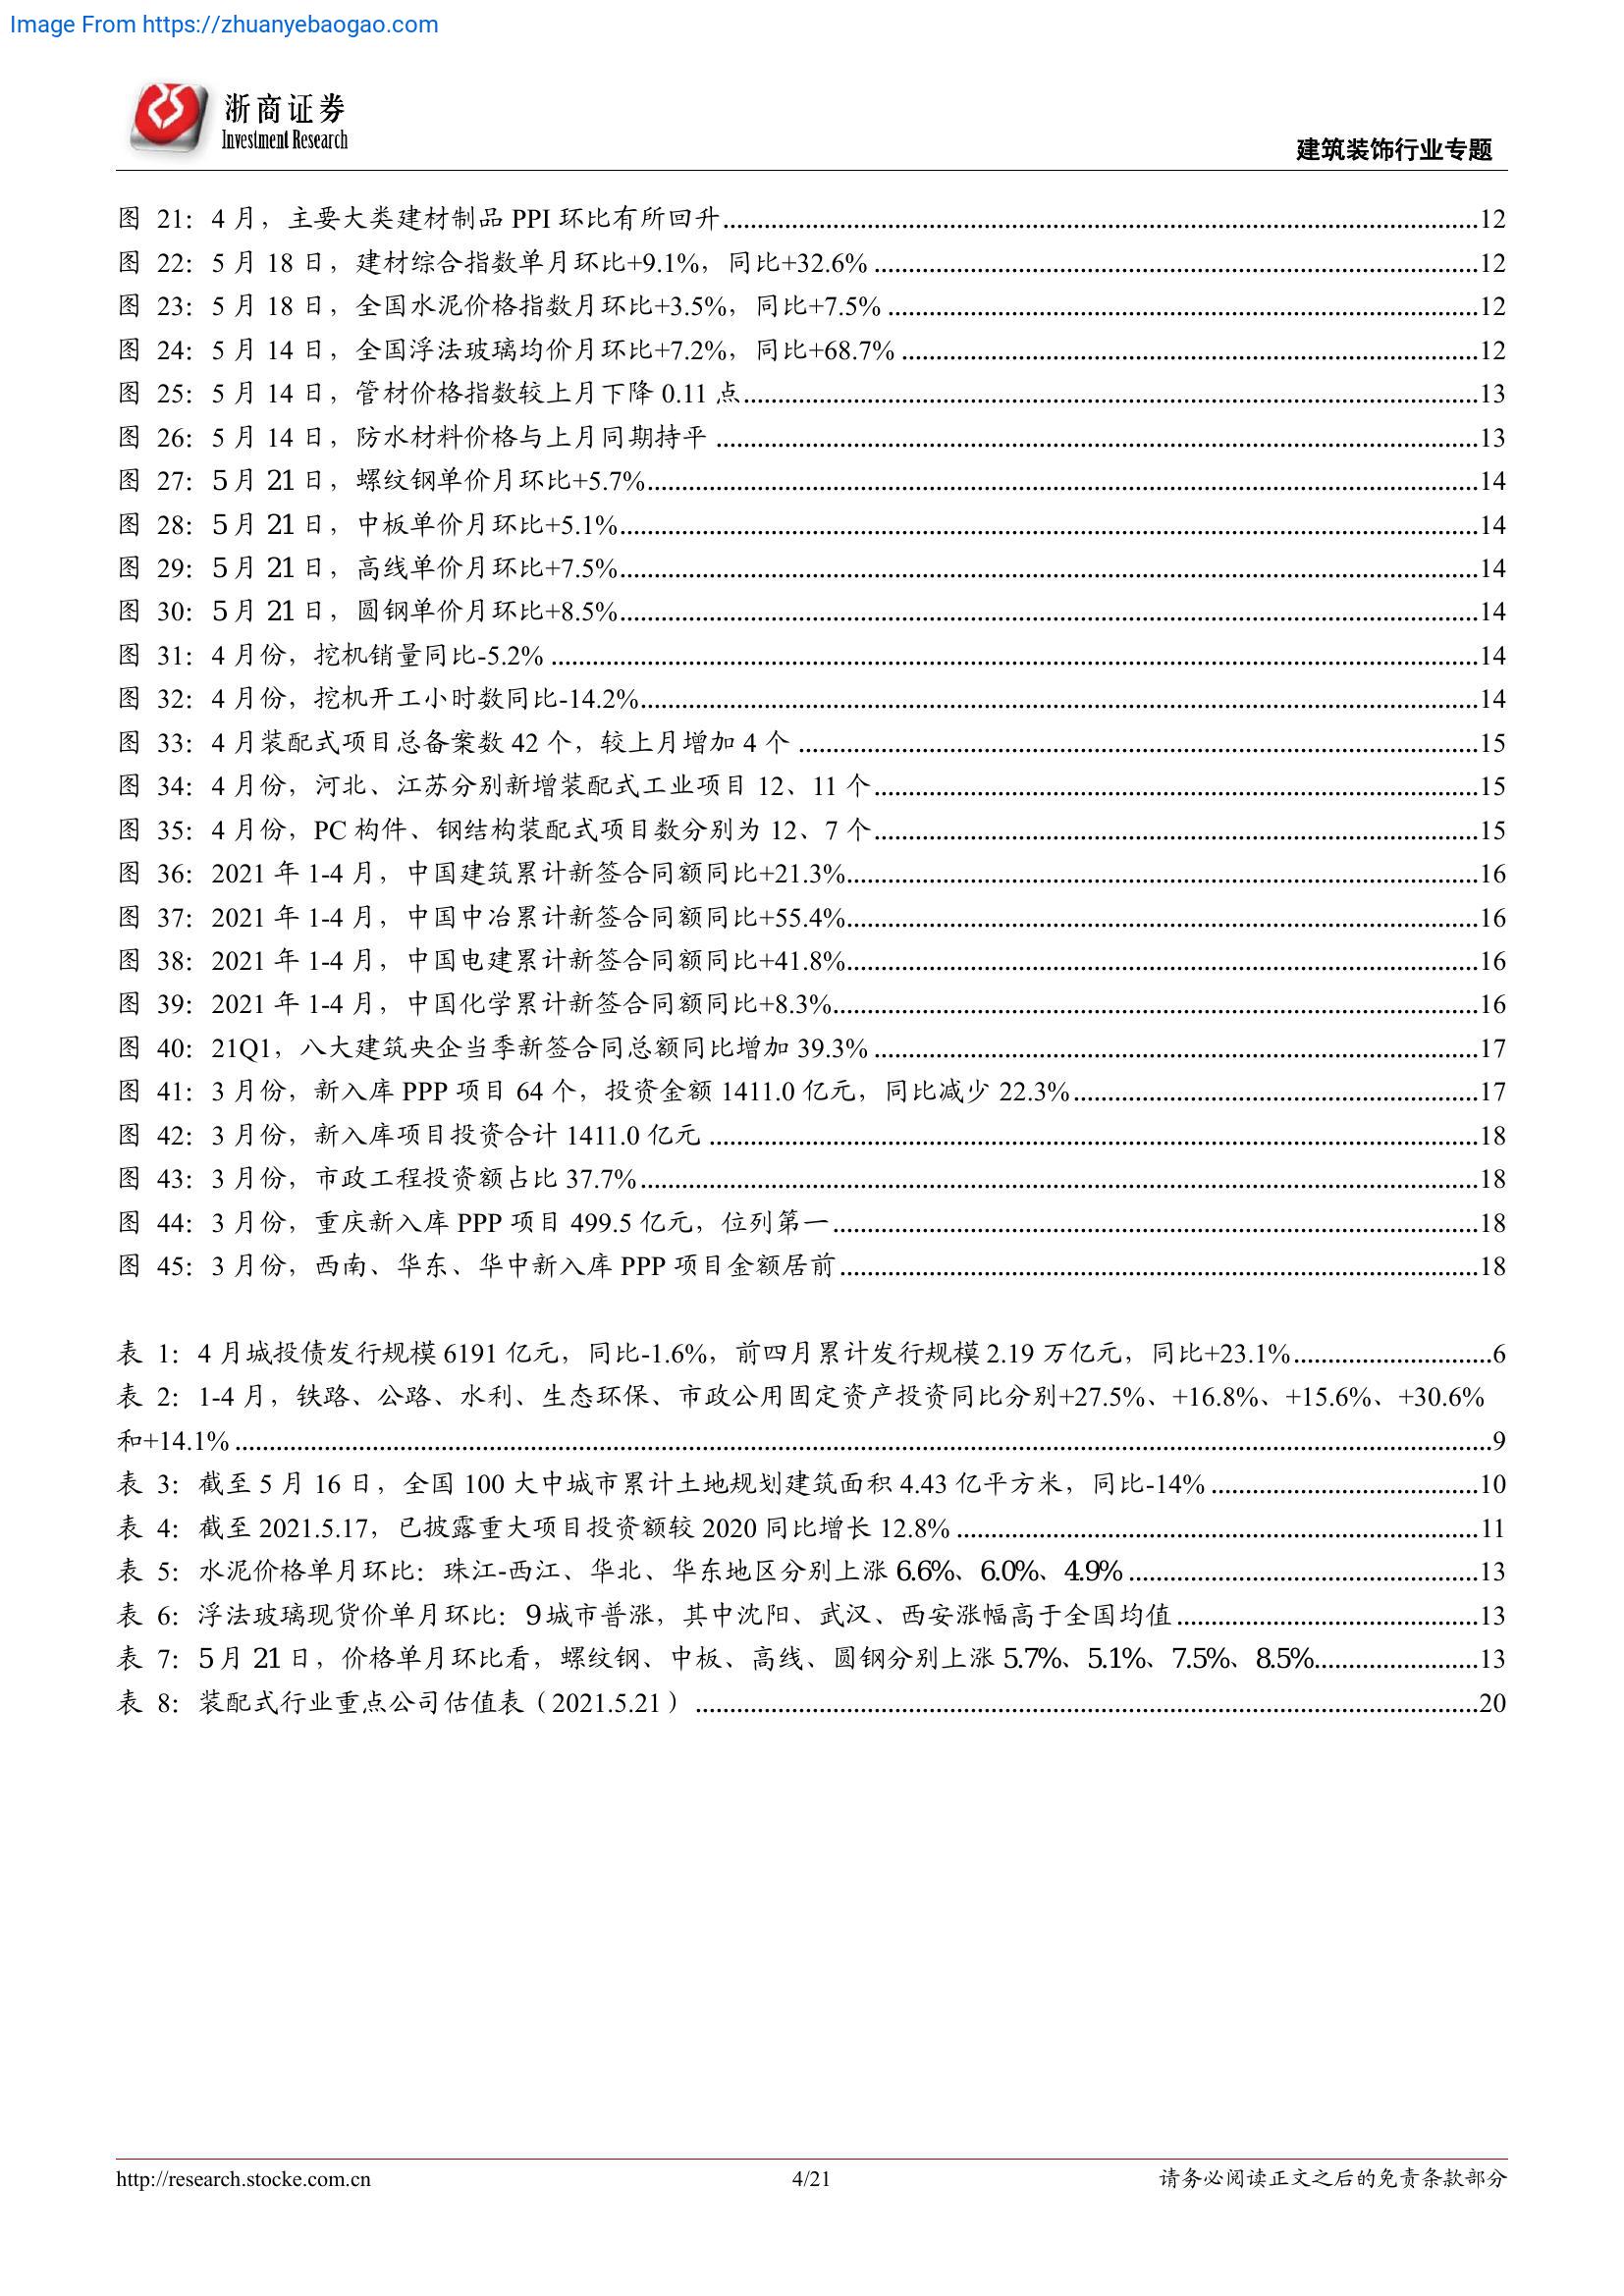 Image From https://zhuanyebaogao.com
浙商证券
Investment Research
建筑装饰行业专题
图 21：4 月，主要大类建材制品 PPI 环比有所回升........12
图 22：5 月 18 日，建材综合指数单月环比+9.1%，同比+32.6%........12
图 23：5 月 18 日，全国水泥价格指数月环比+3.5%，同比+7.5%........12
图 24：5 月 14 日，全国浮法玻璃均价月环比+7.2%，同比+68.7%........12
图 25：5 月 14 日，管材价格指数较上月下降 0.11 点........13
图 26：5 月 14 日，防水材料价格与上月同期持平........13
图 27：5 月 21 日，螺纹钢单价月环比+5.7%........14
图 28：5 月 21 日，中板单价月环比+5.1%........14
图 29：5 月 21 日，高线单价月环比+7.5%........14
图 30：5 月 21 日，圆钢单价月环比+8.5%........14
图 31：4 月份，挖机销量同比-5.2%........14
图 32：4 月份，挖机开工小时数同比-14.2%........14
图 33：4 月装配式项目总备案数 42 个，较上月增加 4 个........15
图 34：4 月份，河北、江苏分别新增装配式工业项目 12、11 个........15
图 35：4 月份，PC 构件、钢结构装配式项目数分别为 12、7 个........15
图 36：2021 年 1-4 月，中国建筑累计新签合同额同比+21.3%........16
图 37：2021 年 1-4 月，中国中冶累计新签合同额同比+55.4%........16
图 38：2021 年 1-4 月，中国电建累计新签合同额同比+41.8%........16
图 39：2021 年 1-4 月，中国化学累计新签合同额同比+8.3%........16
图 40：21Q1，八大建筑央企当季新签合同总额同比增加 39.3%........17
图 41：3 月份，新入库 PPP 项目 64 个，投资金额 1411.0 亿元，同比减少 22.3%........17
图 42：3 月份，新入库项目投资合计 1411.0 亿元........18
图 43：3 月份，市政工程投资额占比 37.7%........18
图 44：3 月份，重庆新入库 PPP 项目 499.5 亿元，位列第一........18
图 45：3 月份，西南、华东、华中新入库 PPP 项目金额居前........18
表 1：4 月城投债发行规模 6191 亿元，同比-1.6%，前四月累计发行规模 2.19 万亿元，同比+23.1%........6
表 2：1-4 月，铁路、公路、水利、生态环保、市政公用固定资产投资同比分别+27.5%、+16.8%、+15.6%、+30.6%
和+14.1%........9
表 3：截至 5 月 16 日，全国 100 大中城市累计土地规划建筑面积 4.43 亿平方米，同比-14%........10
表 4：截至 2021.5.17，已披露重大项目投资额较 2020 同比增长 12.8%........11
表 5：水泥价格单月环比：珠江-西江、华北、华东地区分别上涨 6.6%、6.0%、4.9%........13
表 6：浮法玻璃现货价单月环比：9 城市普涨，其中沈阳、武汉、西安涨幅高于全国均值........13
表 7：5 月 21 日，价格单月环比看，螺纹钢、中板、高线、圆钢分别上涨 5.7%、5.1%、7.5%、8.5%........13
表 8：装配式行业重点公司估值表（2021.5.21）........20
http://research.stocke.com.cn
4/21
请务必阅读正文之后的免责条款部分